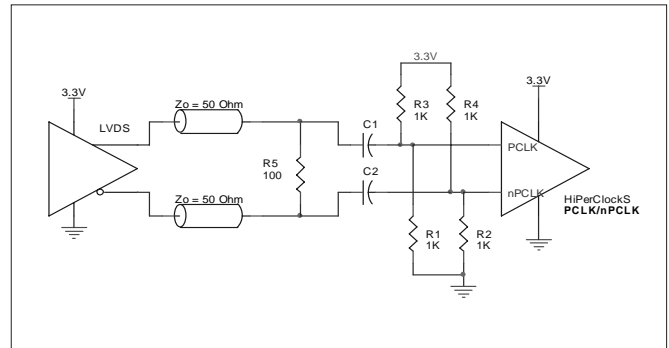 3.3V
3.3V
3.3V
Zo = 50 Ohm
LVDS
R3
1K
R4
1K
C1
PCLK
R5
100
C2
Zo = 50 Ohm
nPCLK
HiPerClockS
PCLK/nPCLK
R1
1K
R2
1K